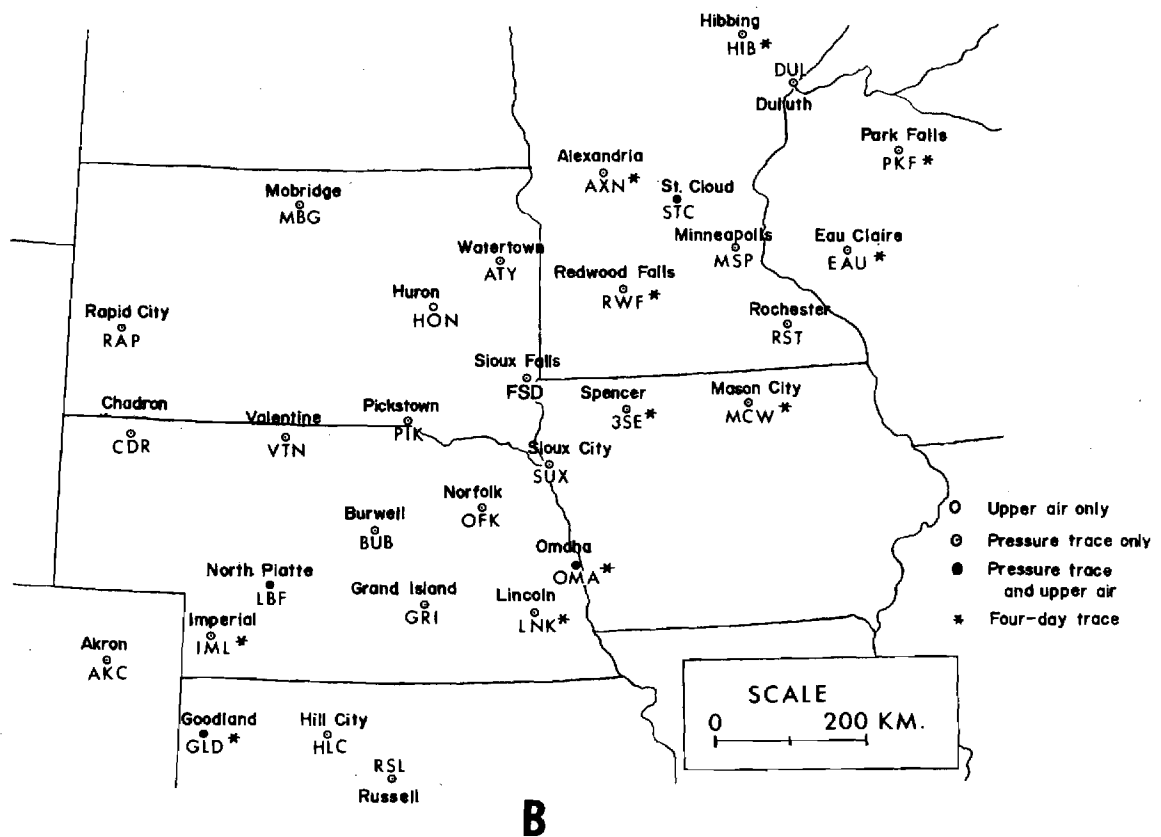 Hibbing
HIB *
DUL
Duluth
Park Falls
PKF *
Alexandria
AXN *
St. Cloud
STC
Mobridge
MBG
Minneapolis
MSP
Eau Claire
EAU *
Watertown
ATY
Redwood Falls
RWF *
Huron
HON
Rapid City
RAP
Rochester
RST
Sioux Falls
FSD
Spencer
3SE *
Mason City
MCW *
Chadron
CDR
Valentine
VTN
Pickstown
PTK
Sioux City
SUX
Norfolk
OFK
Burwell
BUB
Omaha
OMA *
North Platte
LBF
Grand Island
GRI
Lincoln
LNK *
Imperial
IML *
Akron
AKC
Goodland
GLD *
Hill City
HLC
RSL
Russell
Upper air only
Pressure trace only
Pressure trace
and upper air
* Four-day trace
SCALE
0 200 KM.
B